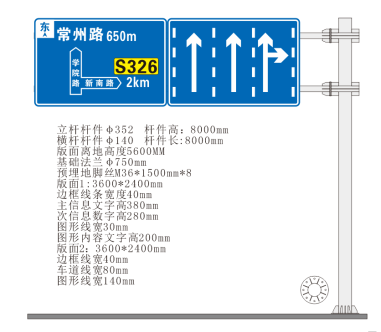 东
常州路 650m
学院路
新南路
S326
2km
立杆杆件φ352 杆件高：8000mm
横杆杆件φ140 杆件长:8000mm
版面离地高度5600MM
基础法兰φ750mm
预埋地脚丝M36*1500mm*8
版面1:3600*2400mm
边框线条宽度40mm
主信息文字高380mm
次信息数字高280mm
图形线宽30mm
图形内容文字高200mm
版面2：3600*2400mm
边框线宽40mm
车道线宽80mm
图形线宽140mm